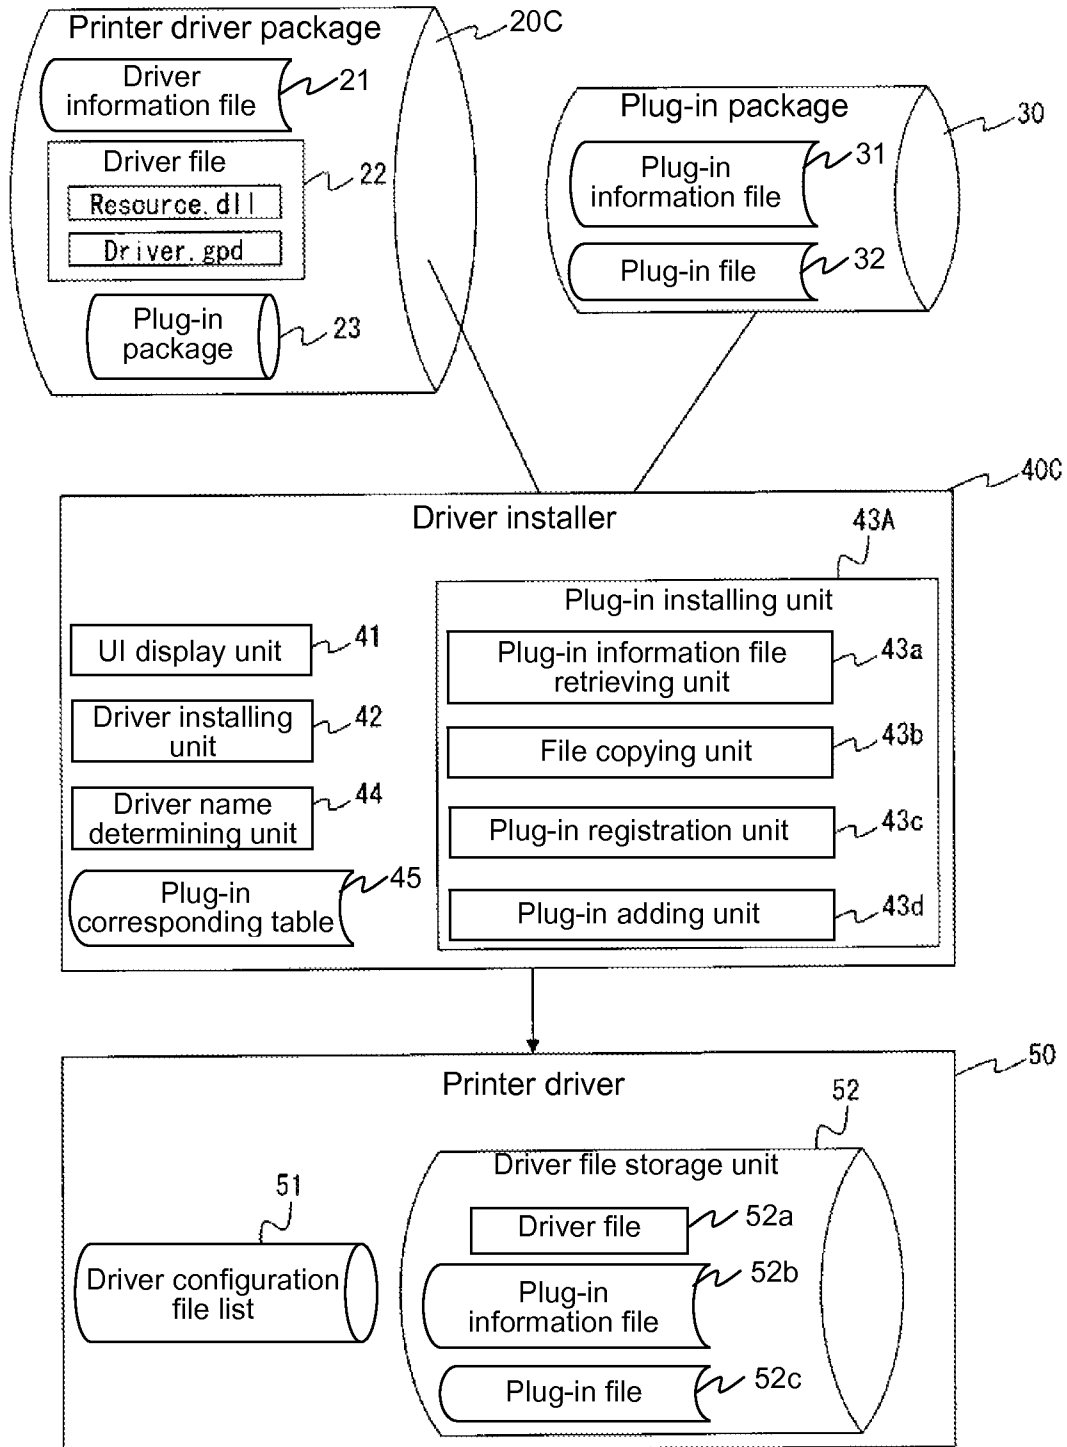 Printer driver package
20C
Driver
information file
21
Driver file
22
Resource.dll
Driver.gpd
Plug-in
package
23
Plug-in package
30
Plug-in
information file
31
Plug-in file
32
40C
Driver installer
43A
Plug-in installing unit
UI display unit
41
Plug-in information file
retrieving unit
43a
Driver installing
unit
42
File copying unit
43b
Driver name
determining unit
44
Plug-in registration unit
43c
Plug-in
corresponding table
45
Plug-in adding unit
43d
50
Printer driver
52
Driver file storage unit
51
Driver configuration
file list
Driver file
52a
Plug-in
information file
52b
Plug-in file
52c